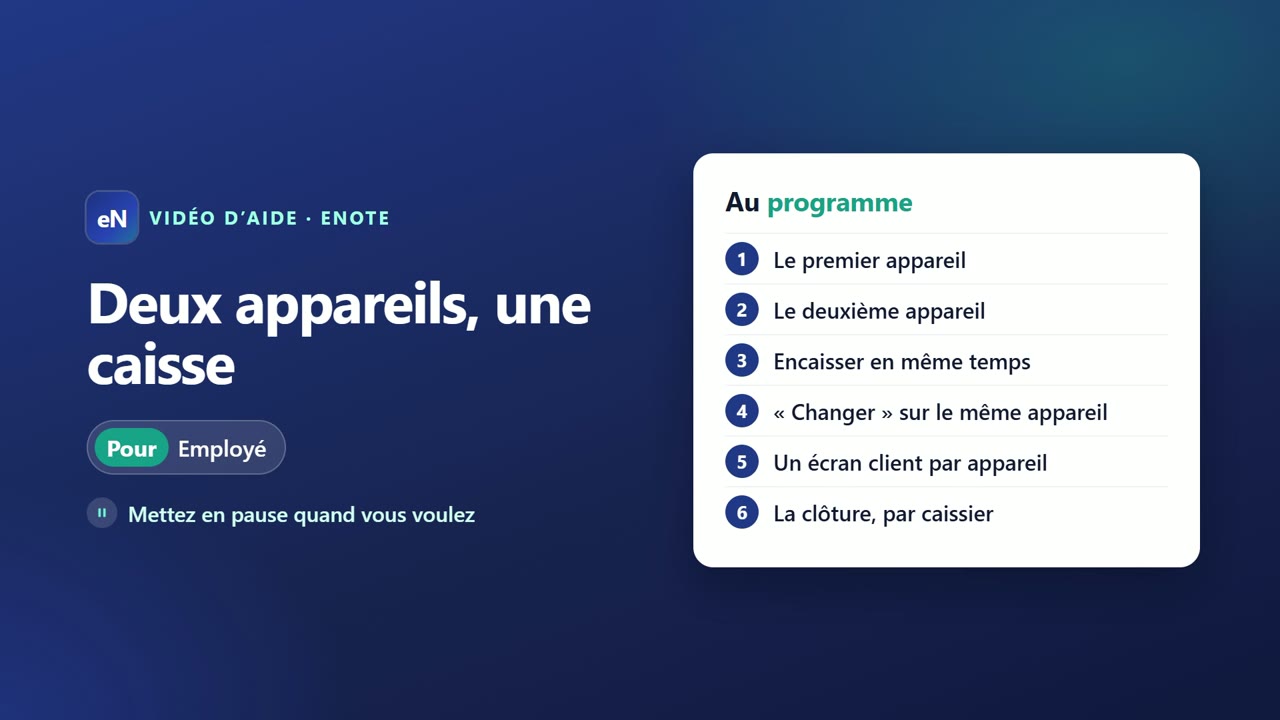 eN
VIDÉO D’AIDE · ENOTE
Deux appareils, une
caisse
Pour Employé
Mettez en pause quand vous voulez
Au programme
1 Le premier appareil
2 Le deuxième appareil
3 Encaisser en même temps
4 « Changer » sur le même appareil
5 Un écran client par appareil
6 La clôture, par caissier